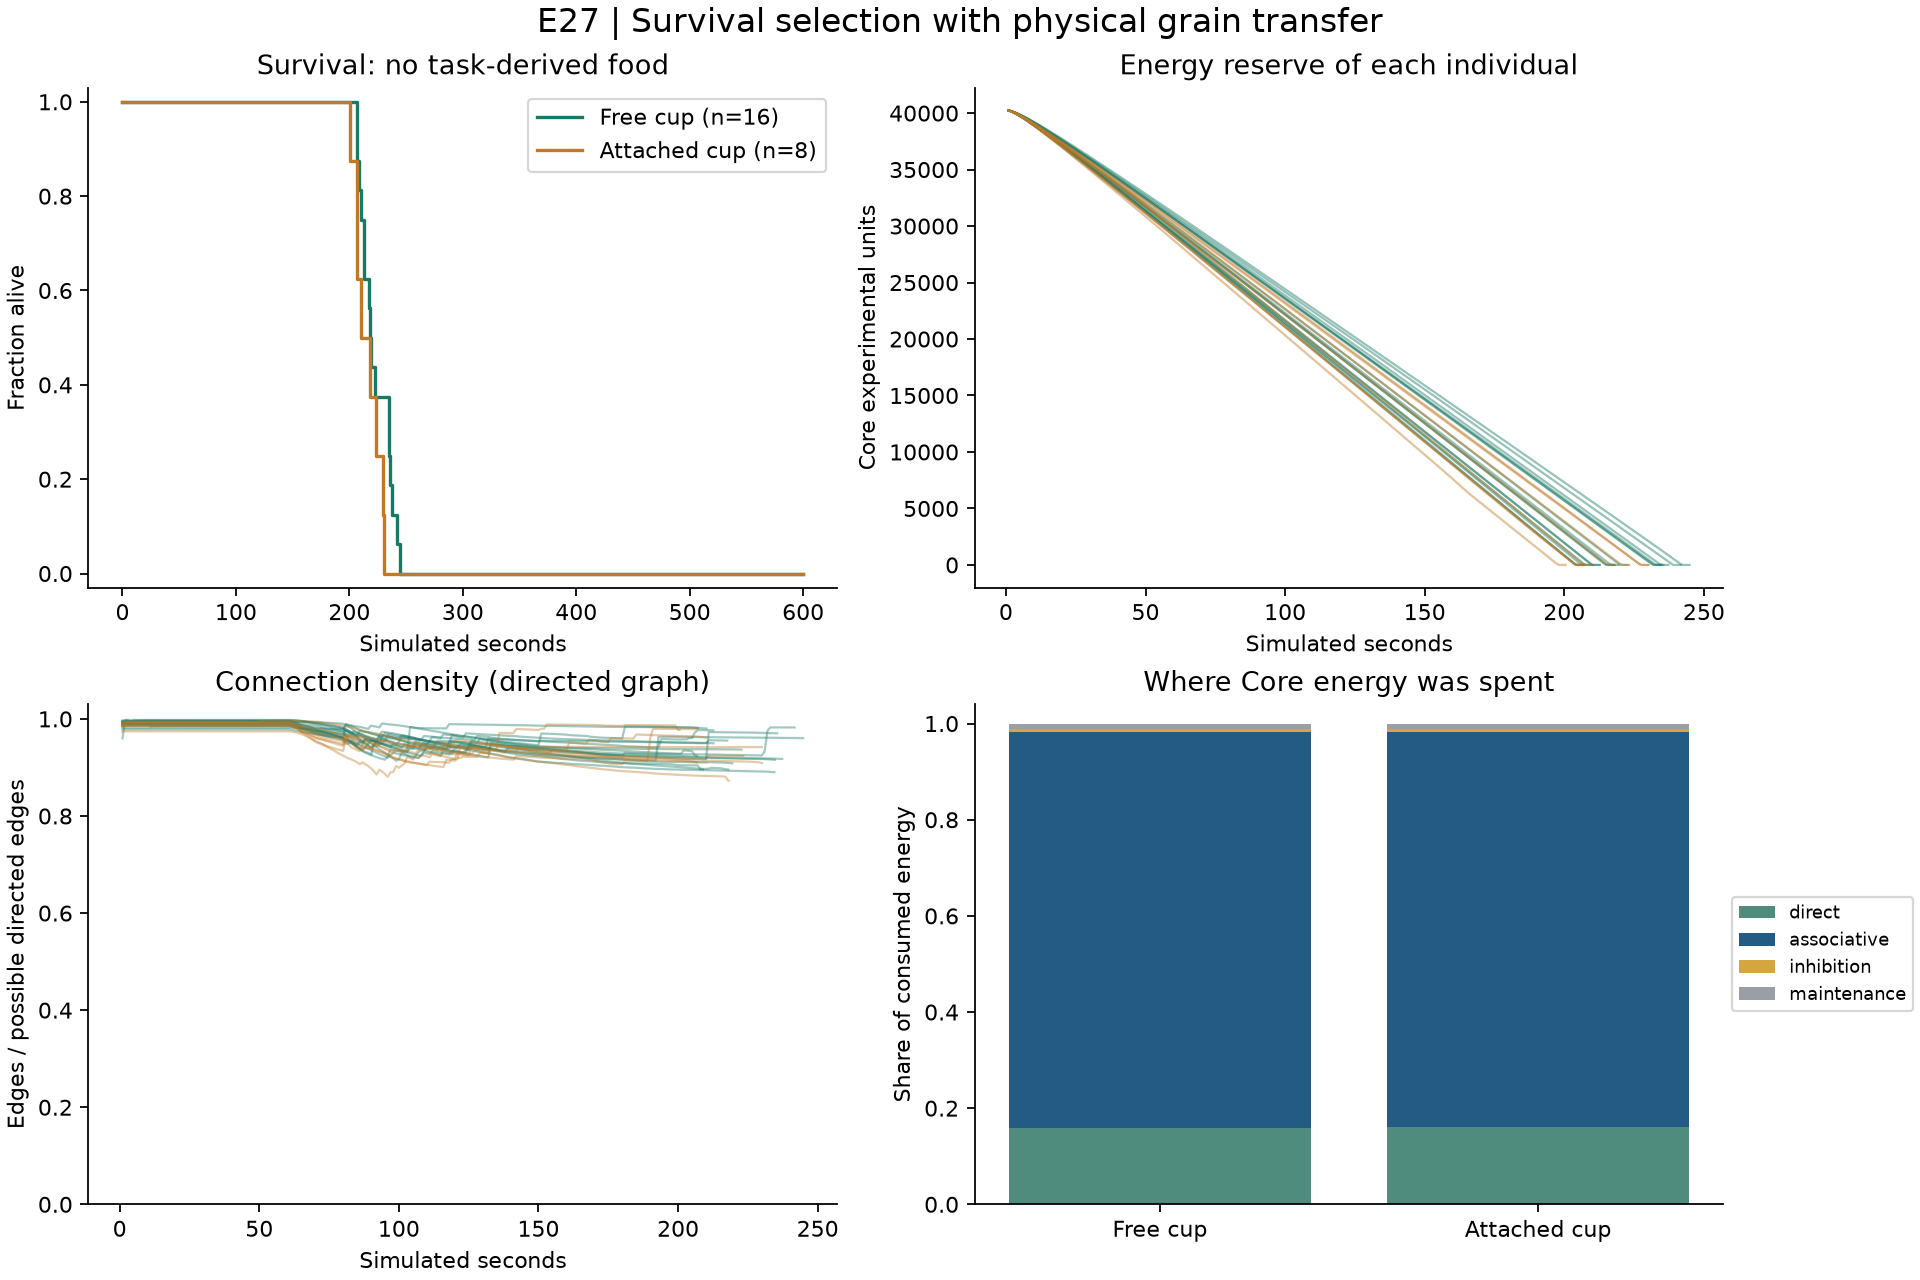 E27 | Survival selection with physical grain transfer
Survival: no task-derived food
Fraction alive
1.0
0.8
0.6
0.4
0.2
0.0
Free cup (n=16)
Attached cup (n=8)
0 100 200 300 400 500 600
Simulated seconds
Energy reserve of each individual
Core experimental units
40000
35000
30000
25000
20000
15000
10000
5000
0
0 50 100 150 200 250
Simulated seconds
Connection density (directed graph)
Edges / possible directed edges
1.0
0.8
0.6
0.4
0.2
0.0
0 50 100 150 200 250
Simulated seconds
Where Core energy was spent
Share of consumed energy
1.0
0.8
0.6
0.4
0.2
0.0
Free cup Attached cup
direct
associative
inhibition
maintenance